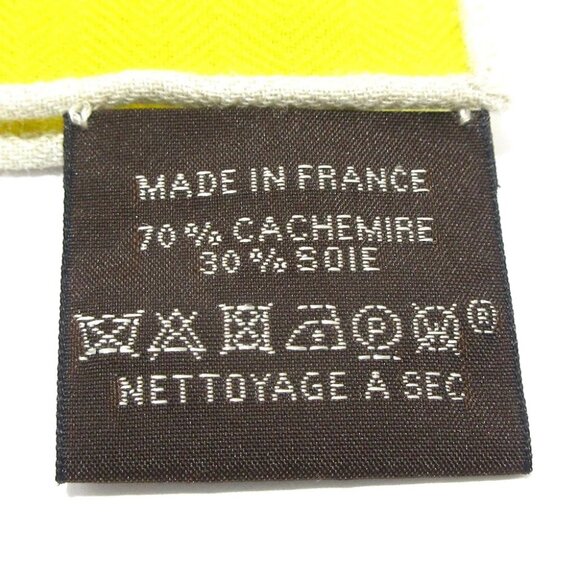 MADE IN FRANCE
70% CACHEMIRE
30% SOIE
P W ®
NETTOYAGE A SEC